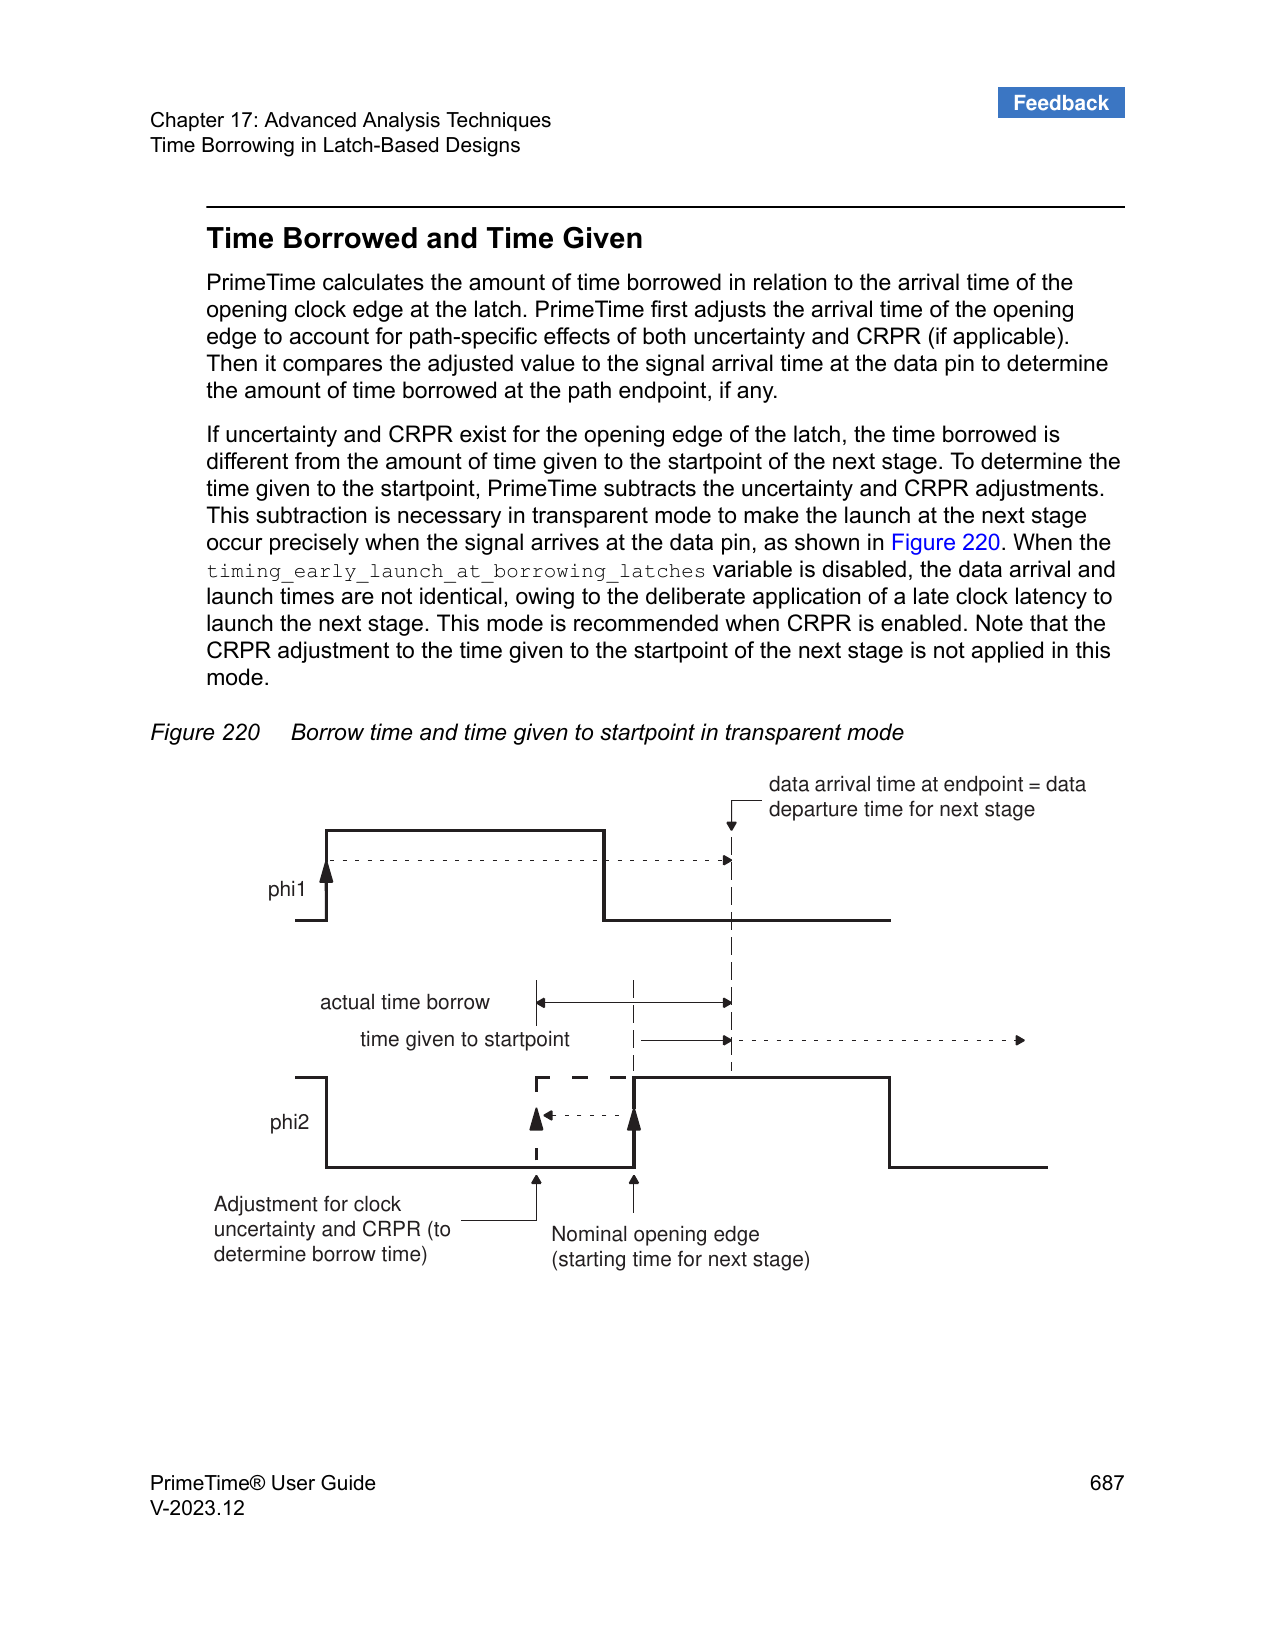 Feedback
Chapter 17: Advanced Analysis Techniques
Time Borrowing in Latch-Based Designs
Time Borrowed and Time Given
PrimeTime calculates the amount of time borrowed in relation to the arrival time of the
opening clock edge at the latch. PrimeTime first adjusts the arrival time of the opening
edge to account for path-specific effects of both uncertainty and CRPR (if applicable).
Then it compares the adjusted value to the signal arrival time at the data pin to determine
the amount of time borrowed at the path endpoint, if any.
If uncertainty and CRPR exist for the opening edge of the latch, the time borrowed is
different from the amount of time given to the startpoint of the next stage. To determine the
time given to the startpoint, PrimeTime subtracts the uncertainty and CRPR adjustments.
This subtraction is necessary in transparent mode to make the launch at the next stage
occur precisely when the signal arrives at the data pin, as shown in Figure 220. When the
timing_early_launch_at_borrowing_latches variable is disabled, the data arrival and
launch times are not identical, owing to the deliberate application of a late clock latency to
launch the next stage. This mode is recommended when CRPR is enabled. Note that the
CRPR adjustment to the time given to the startpoint of the next stage is not applied in this
mode.
Figure 220 Borrow time and time given to startpoint in transparent mode
data arrival time at endpoint = data
departure time for next stage
phi1
actual time borrow
time given to startpoint
phi2
Adjustment for clock
uncertainty and CRPR (to
determine borrow time)
Nominal opening edge
(starting time for next stage)
PrimeTime® User Guide
687
V-2023.12